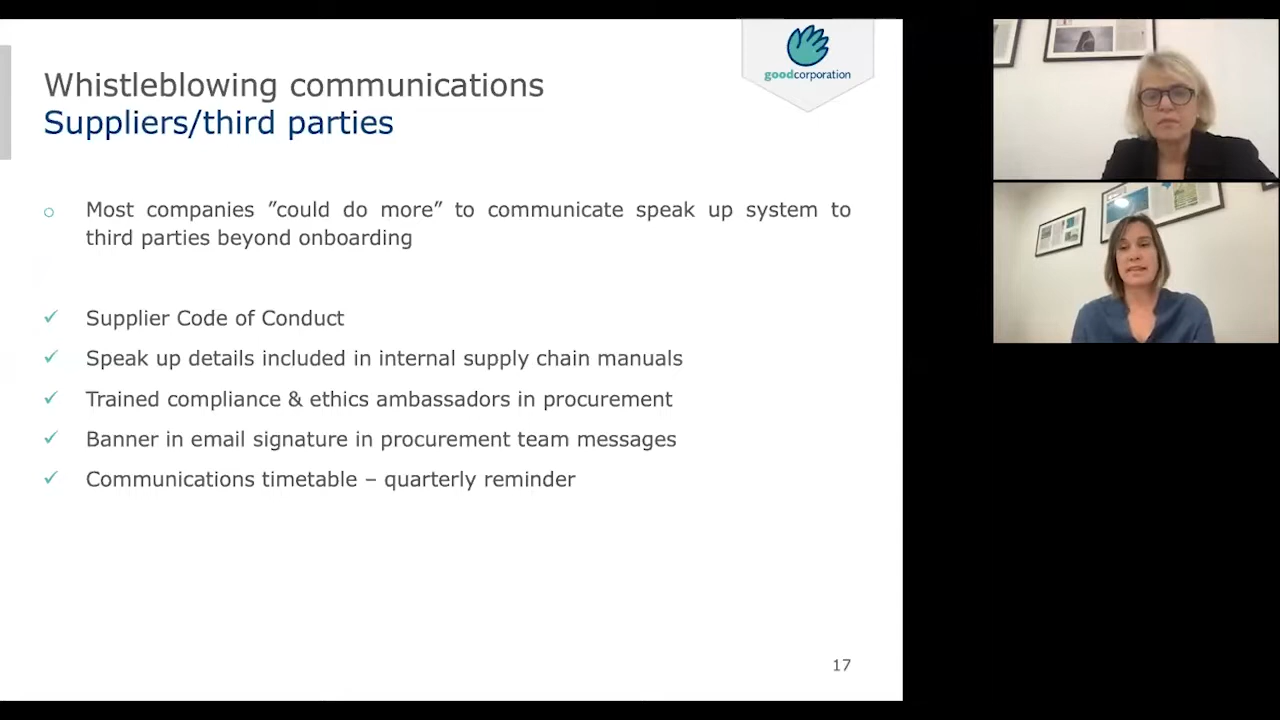 goodcorporation
Whistleblowing communications
Suppliers/third parties
Most companies ”could do more” to communicate speak up system to
third parties beyond onboarding
Supplier Code of Conduct
Speak up details included in internal supply chain manuals
Trained compliance & ethics ambassadors in procurement
Banner in email signature in procurement team messages
Communications timetable – quarterly reminder
17